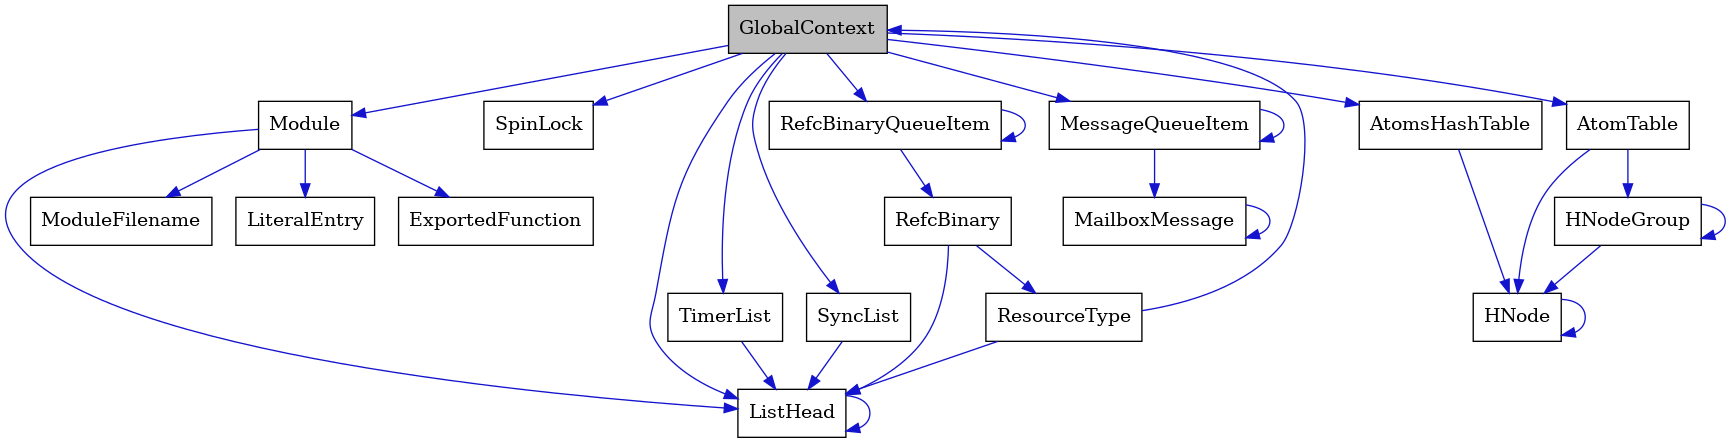 GlobalContext
Module
SpinLock
RefcBinaryQueueItem
MessageQueueItem
AtomsHashTable
AtomTable
ModuleFilename
LiteralEntry
ExportedFunction
RefcBinary
MailboxMessage
HNodeGroup
TimerList
SyncList
ResourceType
HNode
ListHead